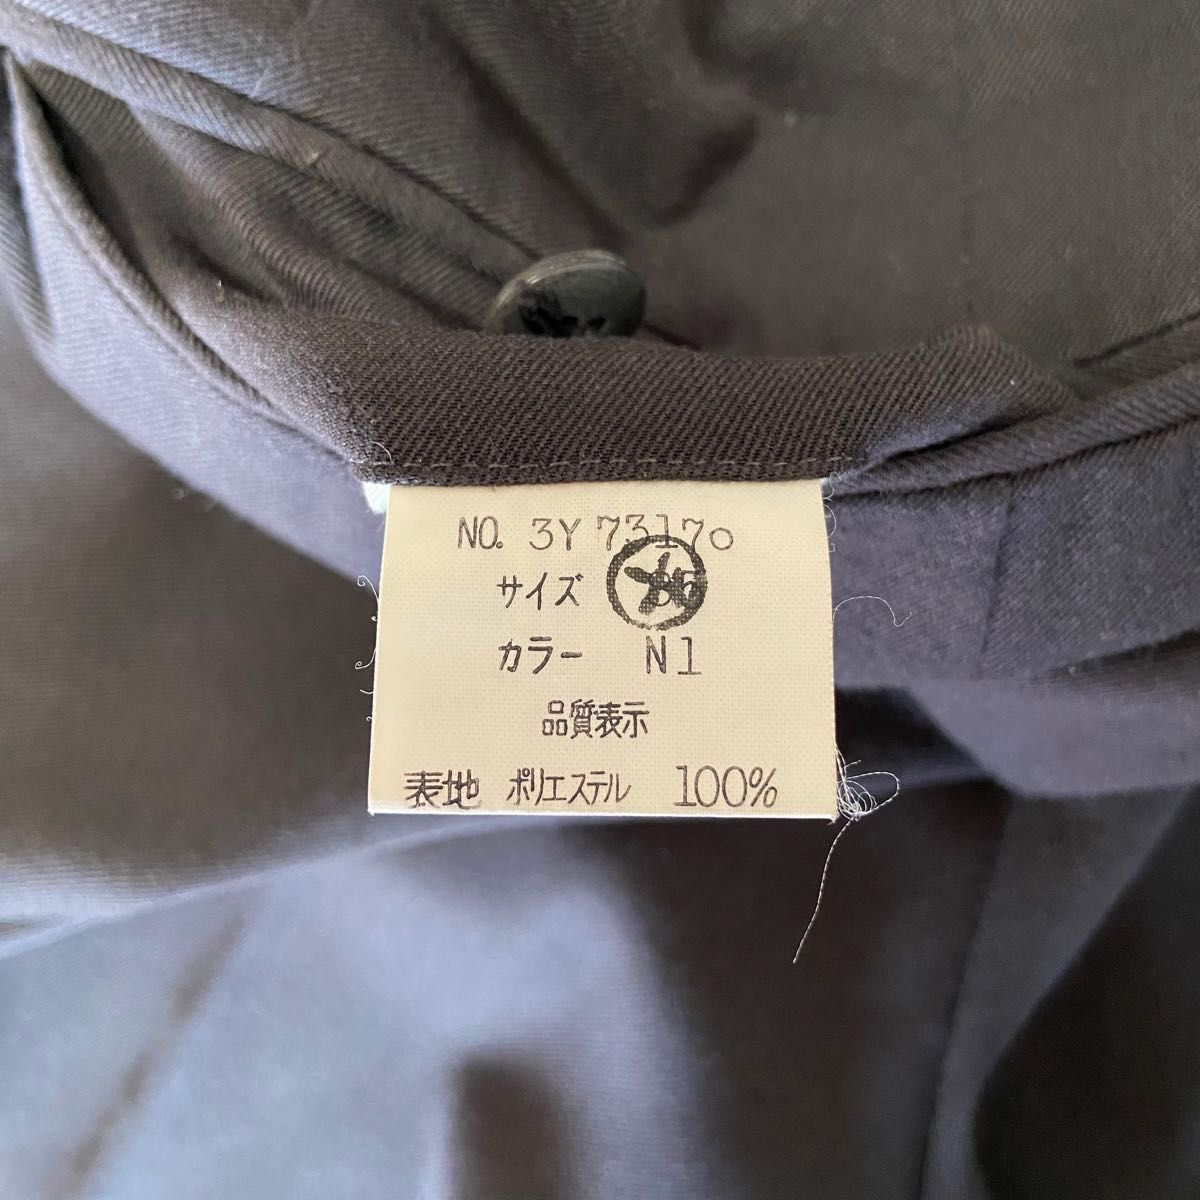 NO. 3Y 73170
サイズ
カラー N1
品質表示
表地 ポリエステル 100%